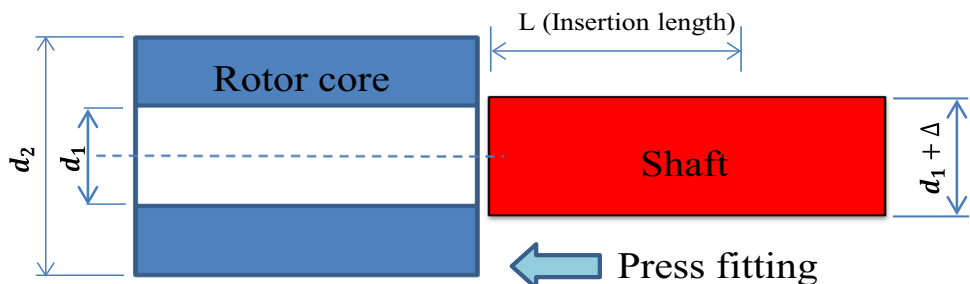 L (Insertion length)
Rotor core
d₂
d₁
Shaft
d₁ + Δ
Press fitting